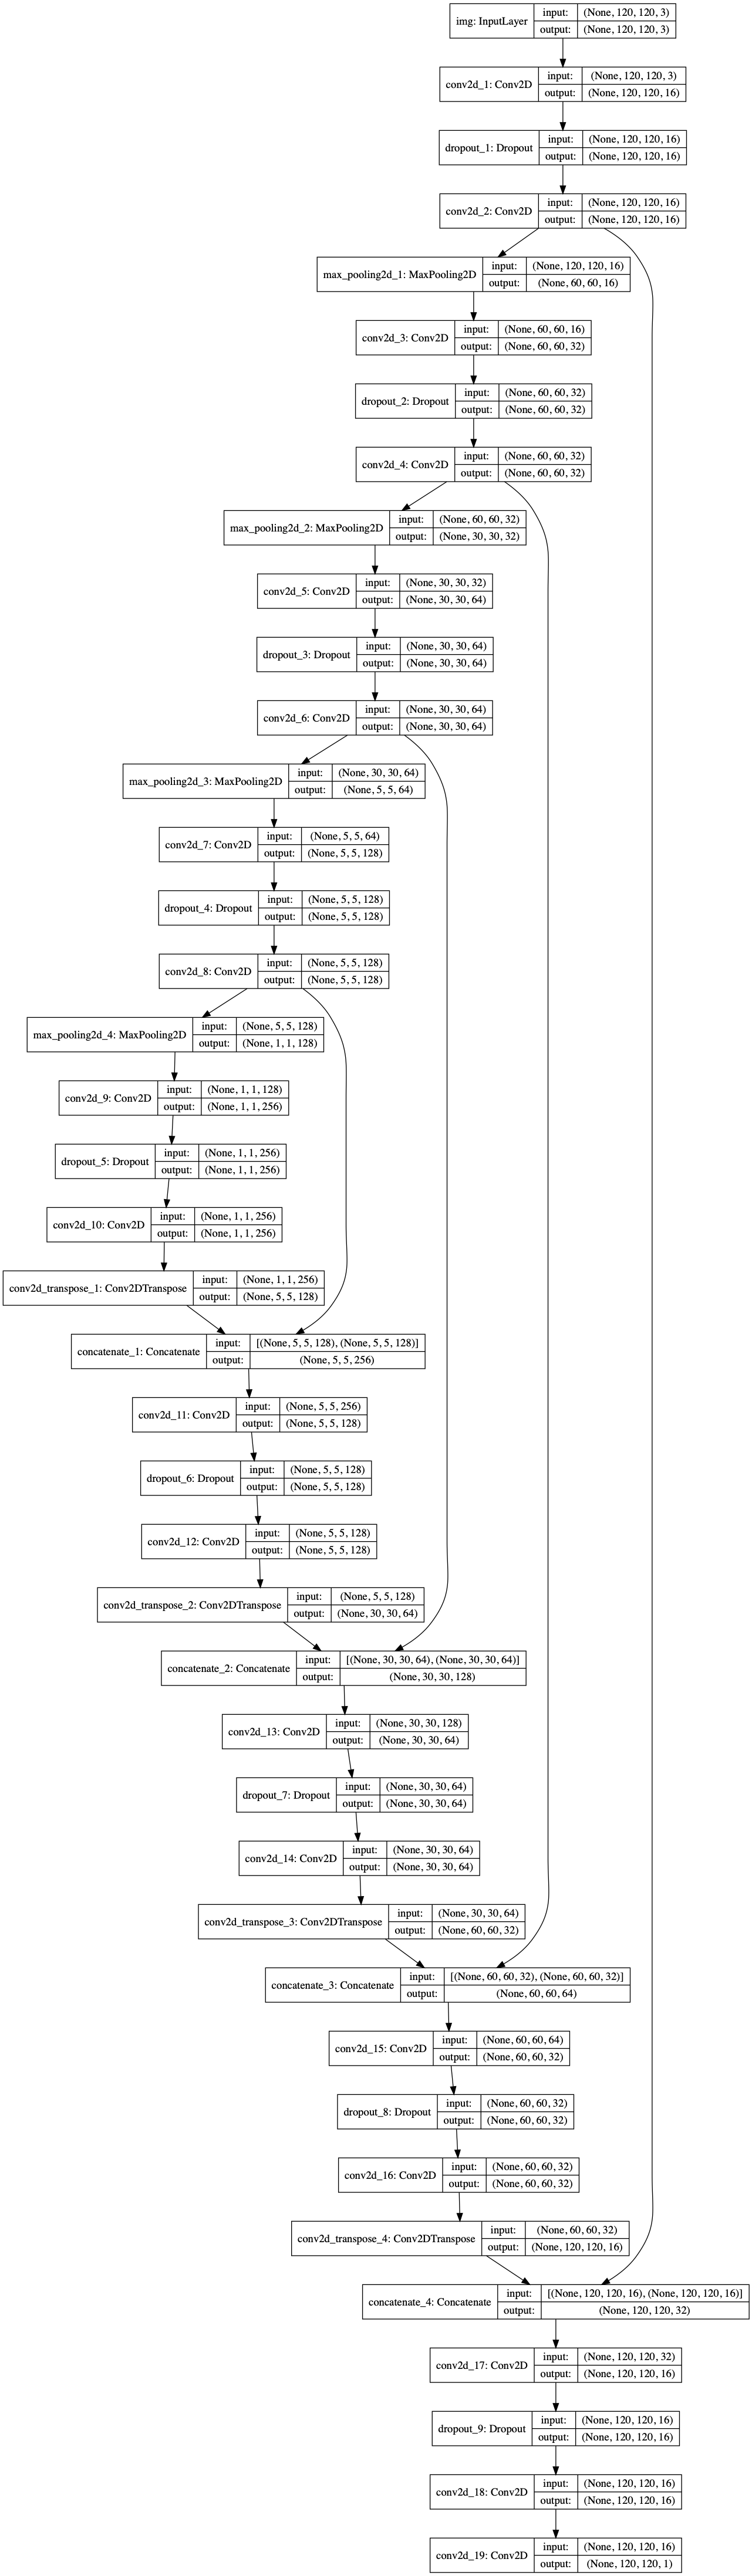 img: InputLayer
input: (None, 120, 120, 3)
output: (None, 120, 120, 3)
conv2d_1: Conv2D
input: (None, 120, 120, 3)
output: (None, 120, 120, 16)
dropout_1: Dropout
input: (None, 120, 120, 16)
output: (None, 120, 120, 16)
conv2d_2: Conv2D
input: (None, 120, 120, 16)
output: (None, 120, 120, 16)
max_pooling2d_1: MaxPooling2D
input: (None, 120, 120, 16)
output: (None, 60, 60, 16)
conv2d_3: Conv2D
input: (None, 60, 60, 16)
output: (None, 60, 60, 32)
dropout_2: Dropout
input: (None, 60, 60, 32)
output: (None, 60, 60, 32)
conv2d_4: Conv2D
input: (None, 60, 60, 32)
output: (None, 60, 60, 32)
max_pooling2d_2: MaxPooling2D
input: (None, 60, 60, 32)
output: (None, 30, 30, 32)
conv2d_5: Conv2D
input: (None, 30, 30, 32)
output: (None, 30, 30, 64)
dropout_3: Dropout
input: (None, 30, 30, 64)
output: (None, 30, 30, 64)
conv2d_6: Conv2D
input: (None, 30, 30, 64)
output: (None, 30, 30, 64)
max_pooling2d_3: MaxPooling2D
input: (None, 30, 30, 64)
output: (None, 5, 5, 64)
conv2d_7: Conv2D
input: (None, 5, 5, 64)
output: (None, 5, 5, 128)
dropout_4: Dropout
input: (None, 5, 5, 128)
output: (None, 5, 5, 128)
conv2d_8: Conv2D
input: (None, 5, 5, 128)
output: (None, 5, 5, 128)
max_pooling2d_4: MaxPooling2D
input: (None, 5, 5, 128)
output: (None, 1, 1, 128)
conv2d_9: Conv2D
input: (None, 1, 1, 128)
output: (None, 1, 1, 256)
dropout_5: Dropout
input: (None, 1, 1, 256)
output: (None, 1, 1, 256)
conv2d_10: Conv2D
input: (None, 1, 1, 256)
output: (None, 1, 1, 256)
conv2d_transpose_1: Conv2DTranspose
input: (None, 1, 1, 256)
output: (None, 5, 5, 128)
concatenate_1: Concatenate
input: [(None, 5, 5, 128), (None, 5, 5, 128)]
output: (None, 5, 5, 256)
conv2d_11: Conv2D
input: (None, 5, 5, 256)
output: (None, 5, 5, 128)
dropout_6: Dropout
input: (None, 5, 5, 128)
output: (None, 5, 5, 128)
conv2d_12: Conv2D
input: (None, 5, 5, 128)
output: (None, 5, 5, 128)
conv2d_transpose_2: Conv2DTranspose
input: (None, 5, 5, 128)
output: (None, 30, 30, 64)
concatenate_2: Concatenate
input: [(None, 30, 30, 64), (None, 30, 30, 64)]
output: (None, 30, 30, 128)
conv2d_13: Conv2D
input: (None, 30, 30, 128)
output: (None, 30, 30, 64)
dropout_7: Dropout
input: (None, 30, 30, 64)
output: (None, 30, 30, 64)
conv2d_14: Conv2D
input: (None, 30, 30, 64)
output: (None, 30, 30, 64)
conv2d_transpose_3: Conv2DTranspose
input: (None, 30, 30, 64)
output: (None, 60, 60, 32)
concatenate_3: Concatenate
input: [(None, 60, 60, 32), (None, 60, 60, 32)]
output: (None, 60, 60, 64)
conv2d_15: Conv2D
input: (None, 60, 60, 64)
output: (None, 60, 60, 32)
dropout_8: Dropout
input: (None, 60, 60, 32)
output: (None, 60, 60, 32)
conv2d_16: Conv2D
input: (None, 60, 60, 32)
output: (None, 60, 60, 32)
conv2d_transpose_4: Conv2DTranspose
input: (None, 60, 60, 32)
output: (None, 120, 120, 16)
concatenate_4: Concatenate
input: [(None, 120, 120, 16), (None, 120, 120, 16)]
output: (None, 120, 120, 32)
conv2d_17: Conv2D
input: (None, 120, 120, 32)
output: (None, 120, 120, 16)
dropout_9: Dropout
input: (None, 120, 120, 16)
output: (None, 120, 120, 16)
conv2d_18: Conv2D
input: (None, 120, 120, 16)
output: (None, 120, 120, 16)
conv2d_19: Conv2D
input: (None, 120, 120, 16)
output: (None, 120, 120, 1)